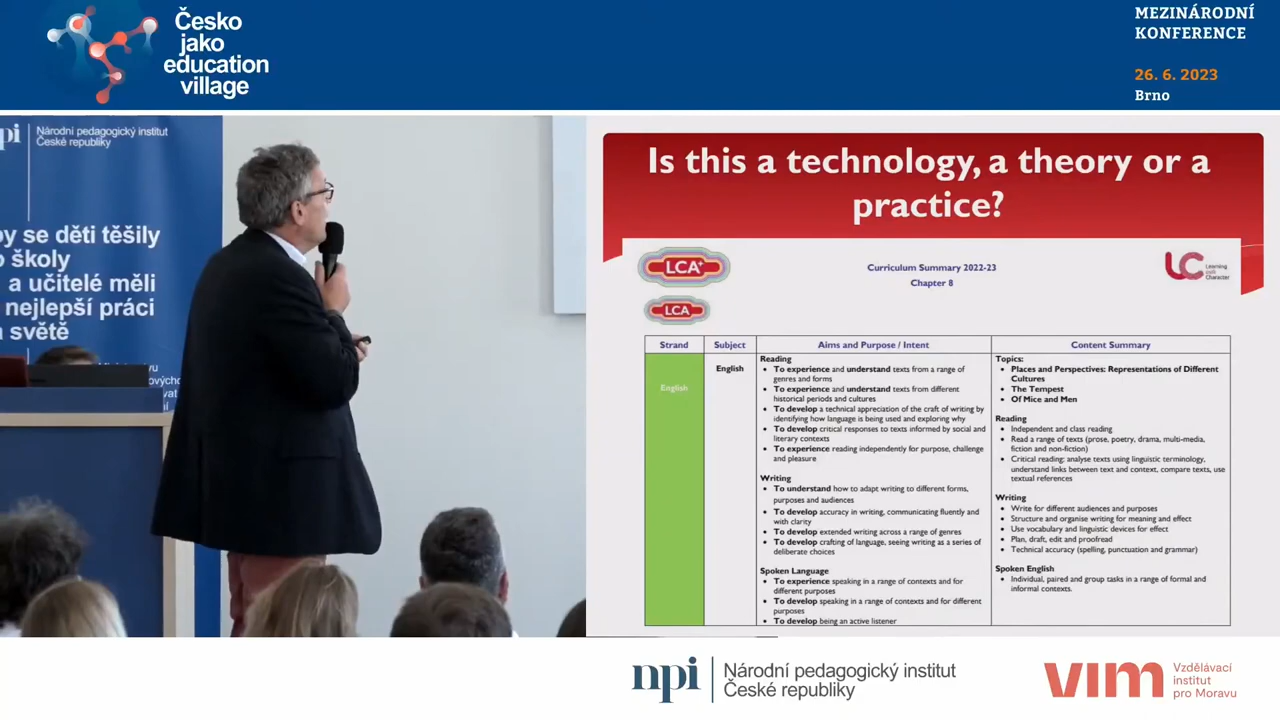 Česko
jako
education
village
MEZINÁRODNÍ
KONFERENCE
26. 6. 2023
Brno
npi
Národní pedagogický institut
České republiky
by se děti těšily
o školy
a učitelé měli
nejlepší práci
světě
Is this a technology, a theory or a
practice?
LCA+
LCA
Curriculum Summary 2022-23
Chapter 8
LC Learning
with
Character
Strand Subject Aims and Purpose / Intent Content Summary
English
English
Reading
• To experience and understand texts from a range of
genres and forms
• To experience and understand texts from different
historical periods and cultures
• To develop a technical appreciation of the craft of writing by
identifying how language is being used and exploring why
• To develop critical responses to texts informed by social and
literary contexts
• To experience reading independently for purpose, challenge
and pleasure
Writing
• To understand how to adapt writing to different forms,
purposes and audiences
• To develop accuracy in writing, communicating fluently and
with clarity
• To develop extended writing across a range of genres
• To develop crafting of language, seeing writing as a series of
deliberate choices
Spoken Language
• To experience speaking in a range of contexts and for
different purposes
• To develop speaking in a range of contexts and for different
purposes
• To develop being an active listener
Topics:
• Places and Perspectives: Representations of Different
Cultures
• The Tempest
• Of Mice and Men
Reading
• Independent and class reading
• Read a range of texts (prose, poetry, drama, multi-media,
fiction and non-fiction)
• Critical reading: analyse texts using linguistic terminology,
understand links between text and context, compare texts, use
textual references
Writing
• Write for different audiences and purposes
• Structure and organise writing for meaning and effect
• Use vocabulary and linguistic devices for effect
• Plan, draft, edit and proofread
• Technical accuracy (spelling, punctuation and grammar)
Spoken English
• Individual, paired and group tasks in a range of formal and
informal contexts.
npi
Národní pedagogický institut
České republiky
vim
Vzdělávací
institut
pro Moravu